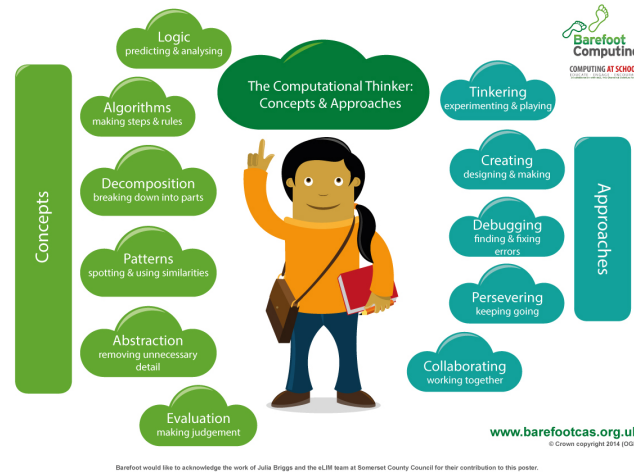 Logic
predicting & analysing
Barefoot
Computing
COMPUTING AT SCHOOL
The Computational Thinker:
Concepts & Approaches
Tinkering
experimenting & playing
Algorithms
making steps & rules
Creating
designing & making
Decomposition
breaking down into parts
Concepts
Approaches
Debugging
finding & fixing
errors
Patterns
spotting & using similarities
Persevering
keeping going
Abstraction
removing unnecessary
detail
Collaborating
working together
Evaluation
making judgement
www.barefootcas.org.uk
© Crown copyright 2014 (OG
Barefoot would like to acknowledge the work of Julia Briggs and the eLIM team at Somerset County Council for their contribution to this poster.